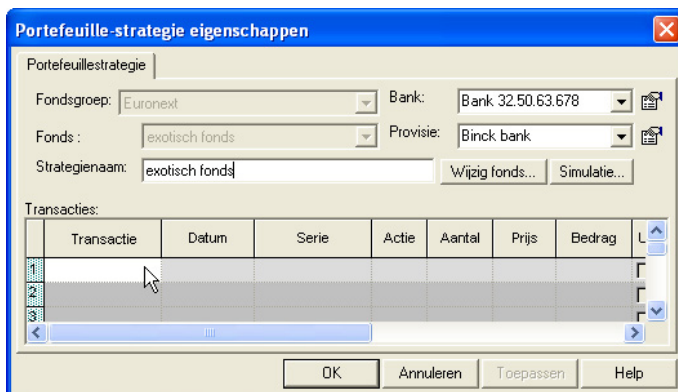 Portefeuille-strategie eigenschappen
Portefeuillestrategie
Fondsgroep: Euronext Bank: Bank 32.50.63.678
Fonds : exotisch fonds Provisie: Binck bank
Strategienaam: exotisch fonds Wijzig fonds... Simulatie...
Transacties:
Transactie Datum Serie Actie Aantal Prijs Bedrag
1
2
3
OK Annuleren Toepassen Help